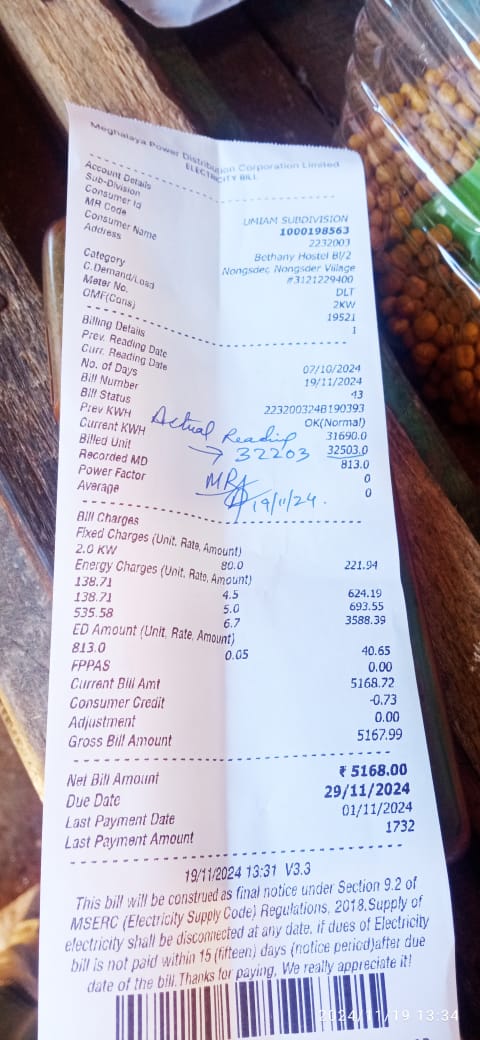 Meghalaya Power Distribution Corporation Limited
ELECTRICITY BILL
Account Details
Sub-Division UMIAM SUBDIVISION
Consumer Id 1000198563
MR Code 2232003
Consumer Name Bethany Hostel Bl/2
Address Nongsder, Nongsder Village
#3121229400
Category DLT
C.Demand/Load 2KW
Meter No. 19521
OMF(Cons) 1
Billing Details
Prev. Reading Date 07/10/2024
Curr. Reading Date 19/11/2024
No. of Days 43
Bill Number 223200324B190393
Bill Status OK(Normal)
Prev KWH 31690.0
Current KWH 32503.0
Actual Reading
→ 32203
Billed Unit 813.0
Recorded MD 0
Power Factor 0
Average
MRA
19/11/24.
Bill Charges
Fixed Charges (Unit, Rate, Amount)
2.0 KW 80.0 221.94
Energy Charges (Unit, Rate, Amount)
138.71 4.5 624.19
138.71 5.0 693.55
535.58 6.7 3588.39
ED Amount (Unit, Rate, Amount)
813.0 0.05 40.65
FPPAS 0.00
Current Bill Amt 5168.72
Consumer Credit -0.73
Adjustment 0.00
Gross Bill Amount 5167.99
Net Bill Amount ₹ 5168.00
Due Date 29/11/2024
Last Payment Date 01/11/2024
Last Payment Amount 1732
19/11/2024 13:31 V3.3
This bill will be construed as final notice under Section 9.2 of
MSERC (Electricity Supply Code) Regulations, 2018.Supply of
electricity shall be disconnected at any date, if dues of Electricity
bill is not paid within 15 (fifteen) days (notice period)after due
date of the bill.Thanks for paying, We really appreciate it!
2024/11/19 13:34